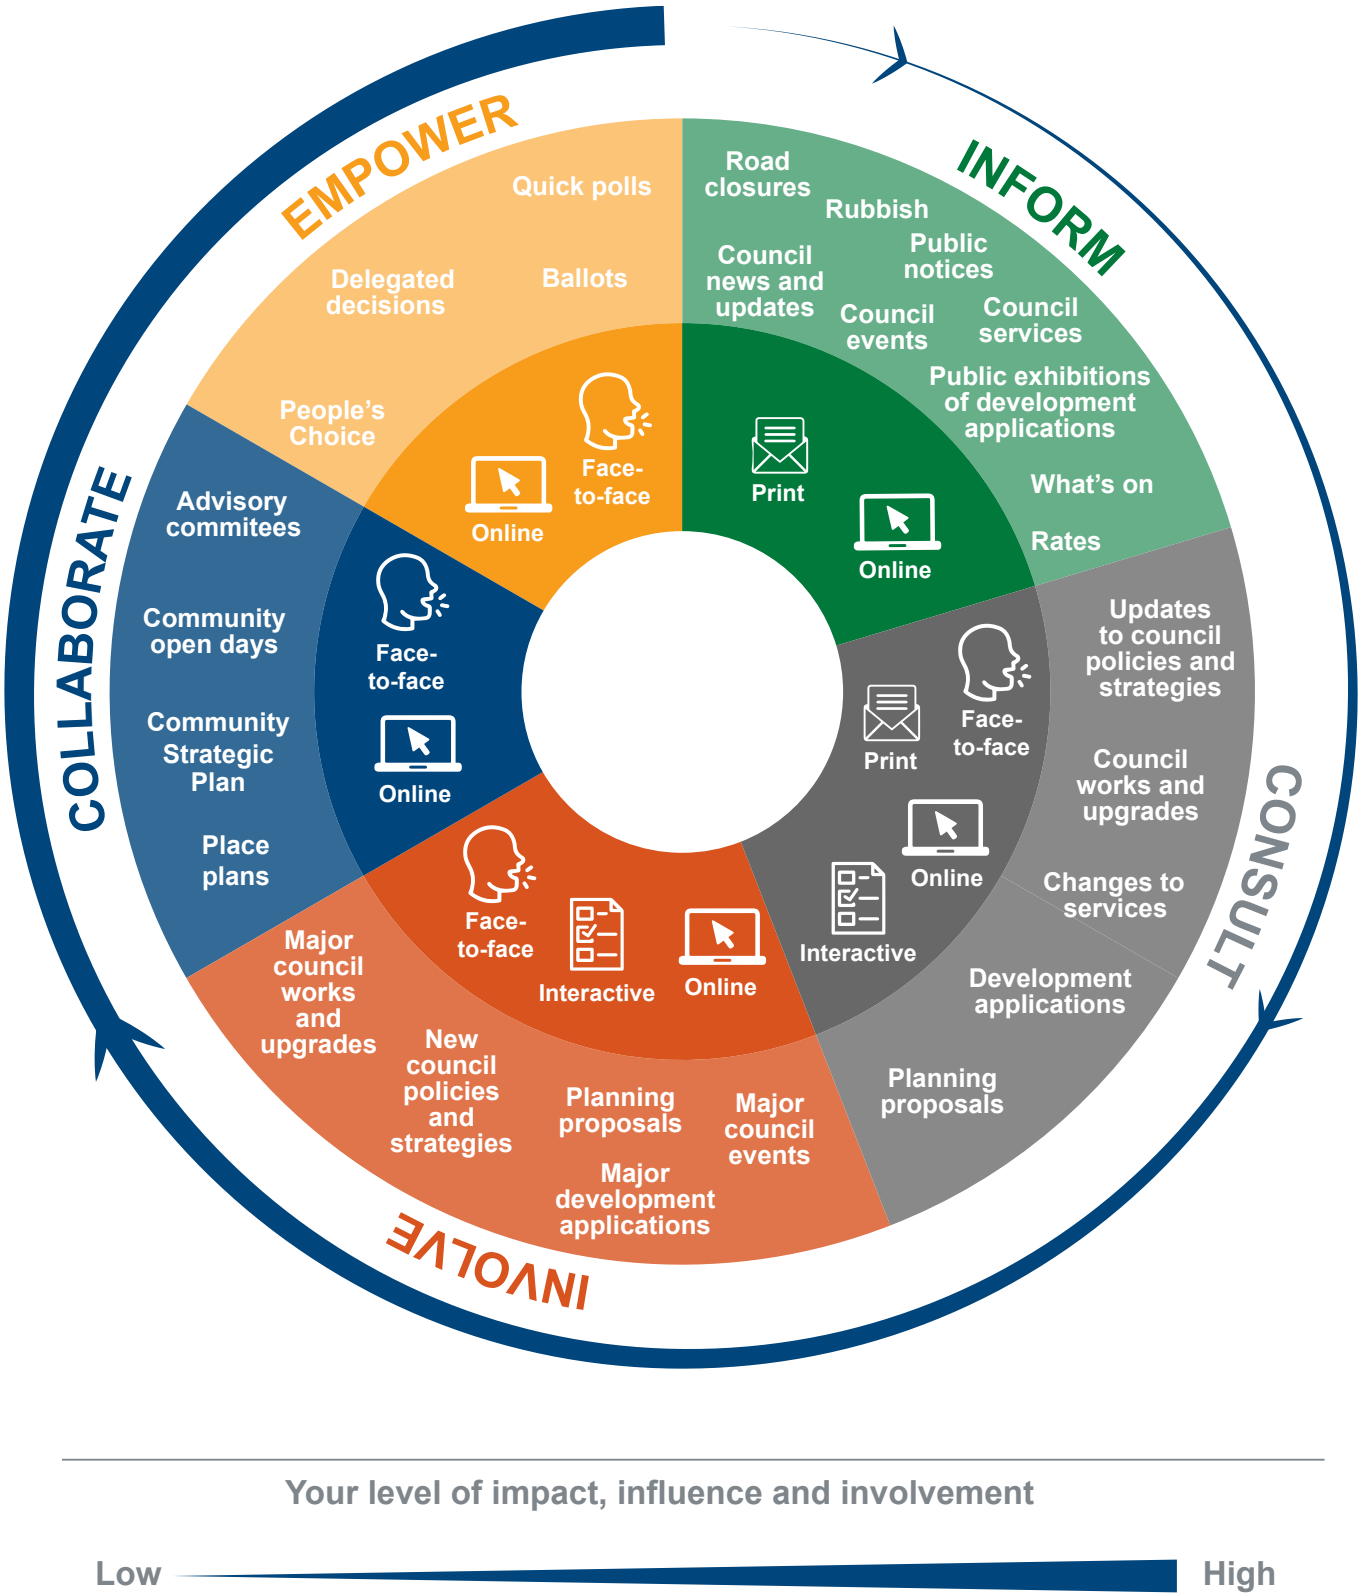 EMPOWER
Quick polls
Delegated
decisions
Ballots
People's
Choice
Face-
to-face
Online
INFORM
Road
closures
Rubbish
Public
notices
Council
news and
updates
Council
events
Council
services
Public exhibitions
of development
applications
What's on
Rates
Print
Online
CONSULT
Updates
to council
policies and
strategies
Council
works and
upgrades
Changes to
services
Development
applications
Planning
proposals
Face-
to-face
Print
Online
Interactive
INVOLVE
Major
council
works
and
upgrades
New
council
policies
and
strategies
Planning
proposals
Major
council
events
Major
development
applications
Face-
to-face
Interactive
Online
COLLABORATE
Advisory
commitees
Community
open days
Community
Strategic
Plan
Place
plans
Face-
to-face
Online
Your level of impact, influence and involvement
Low
High